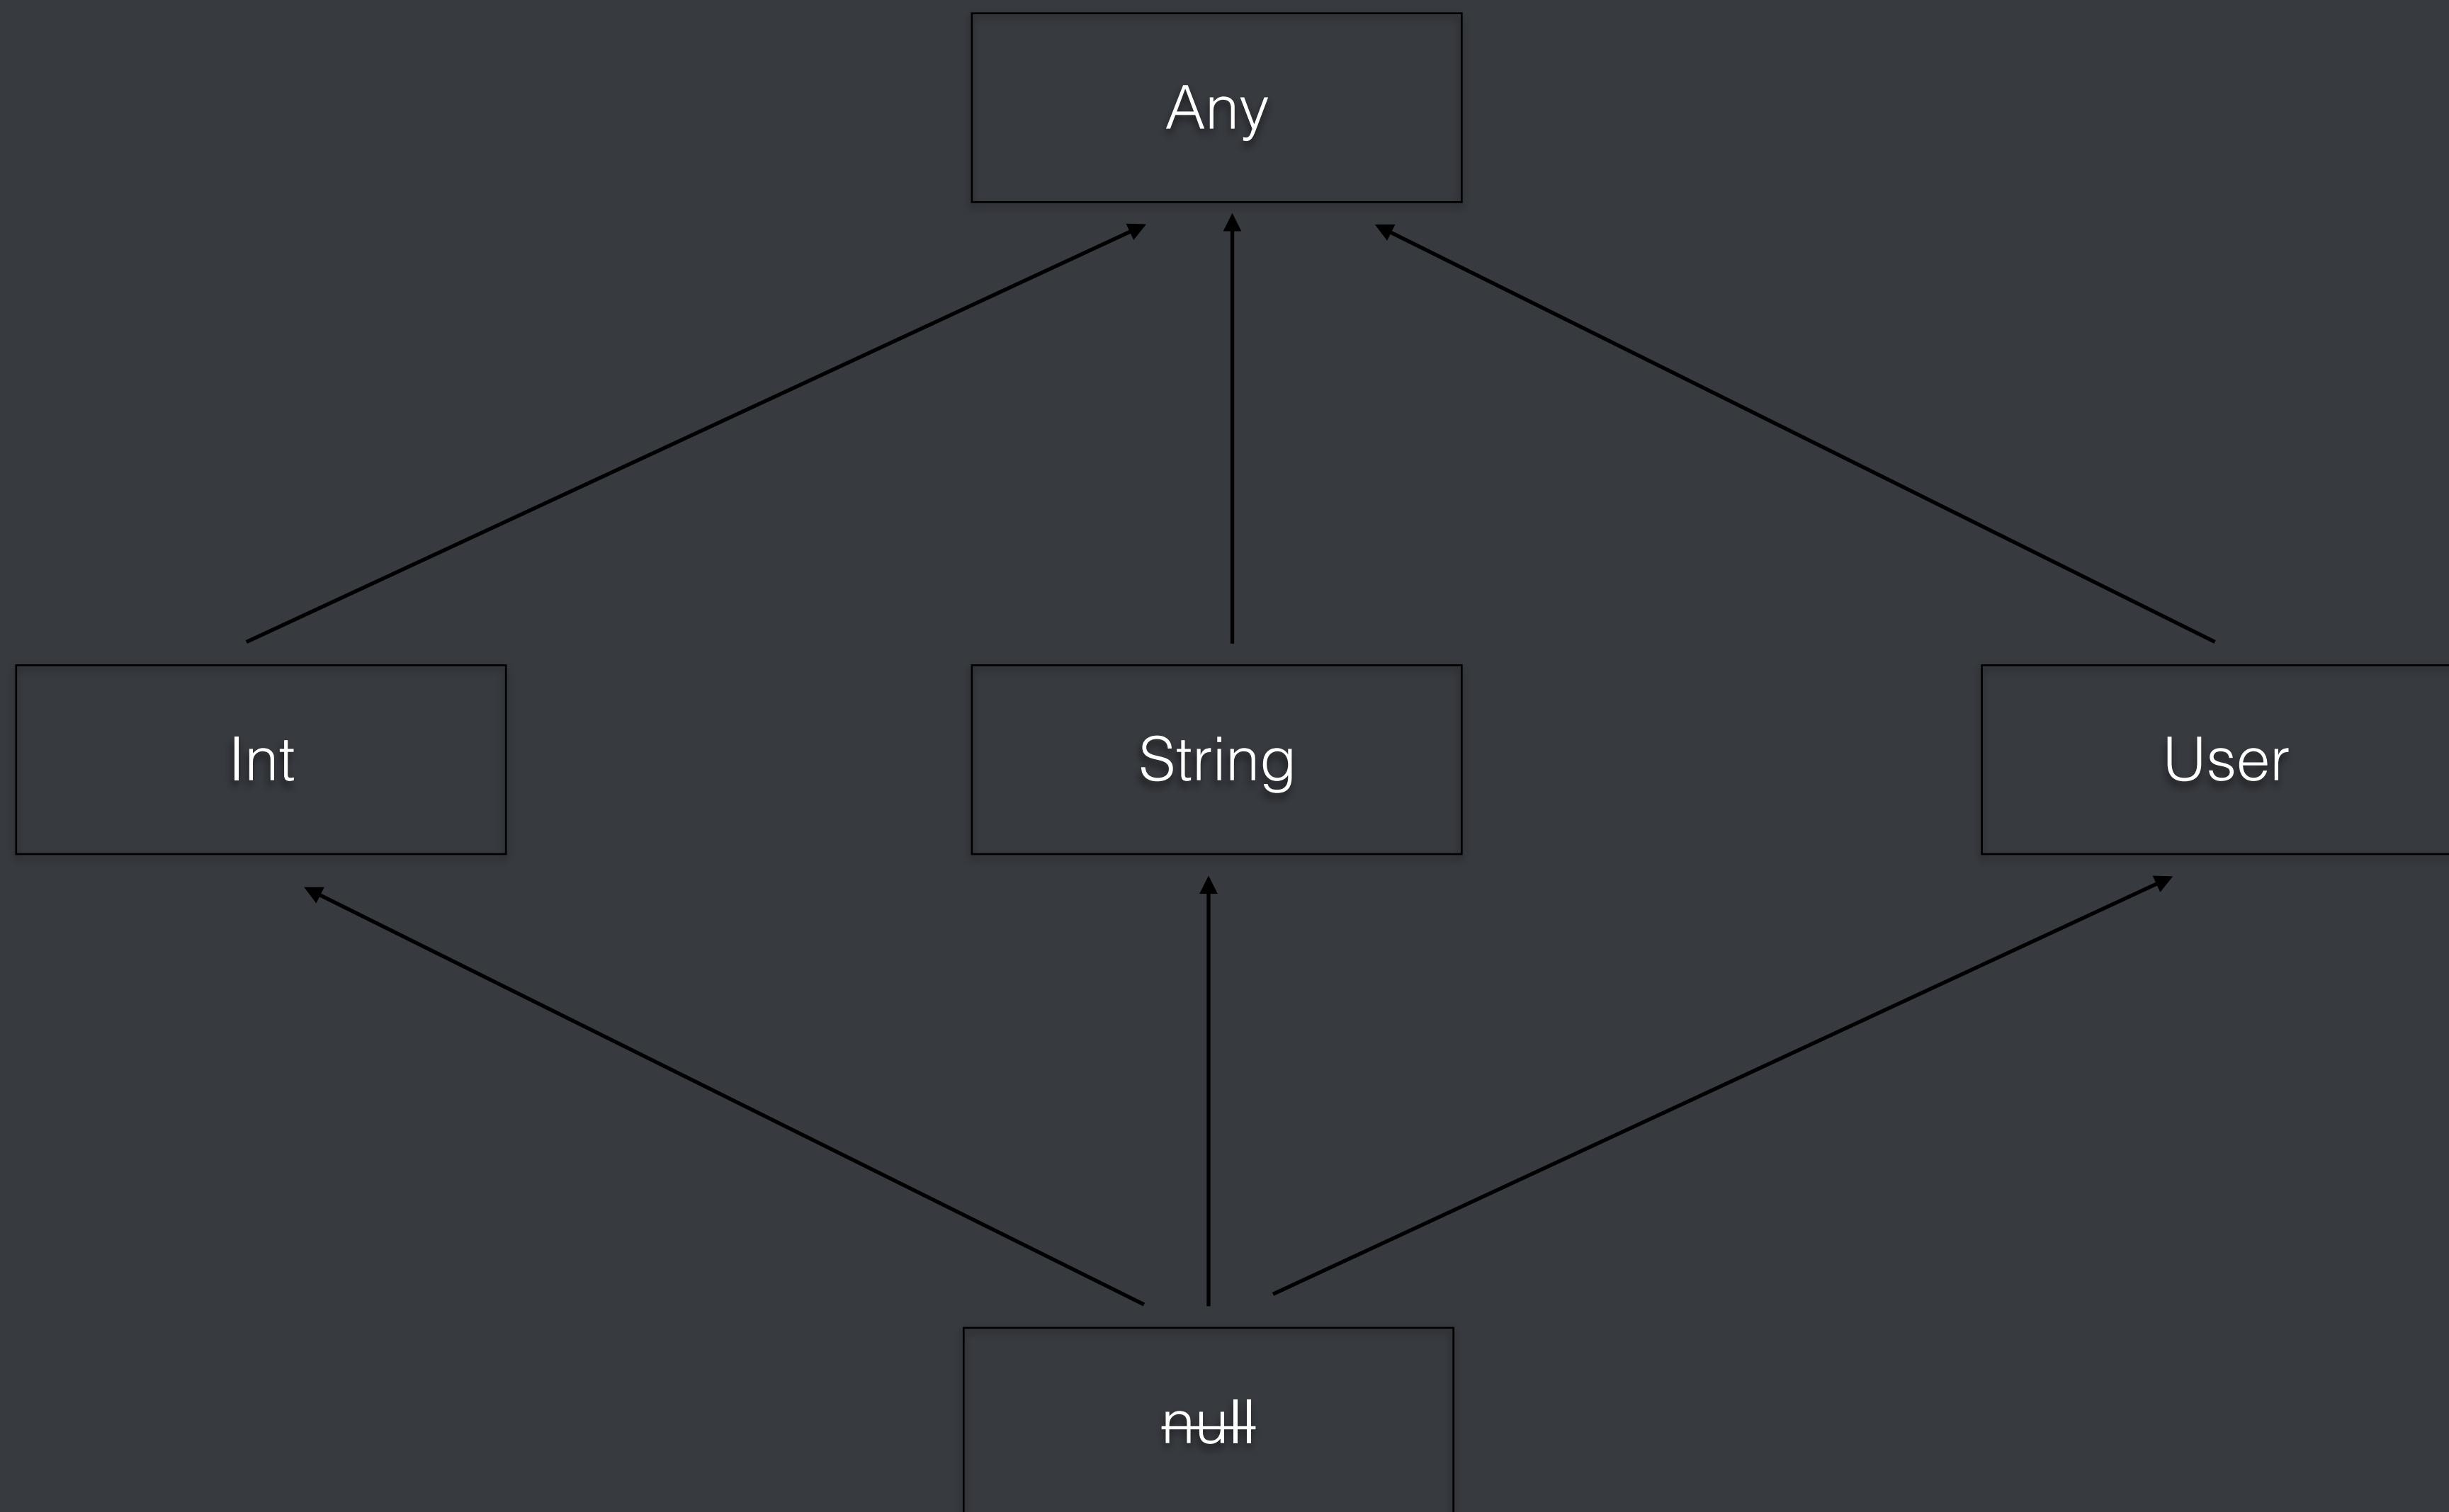 Any
Int
String
User
null